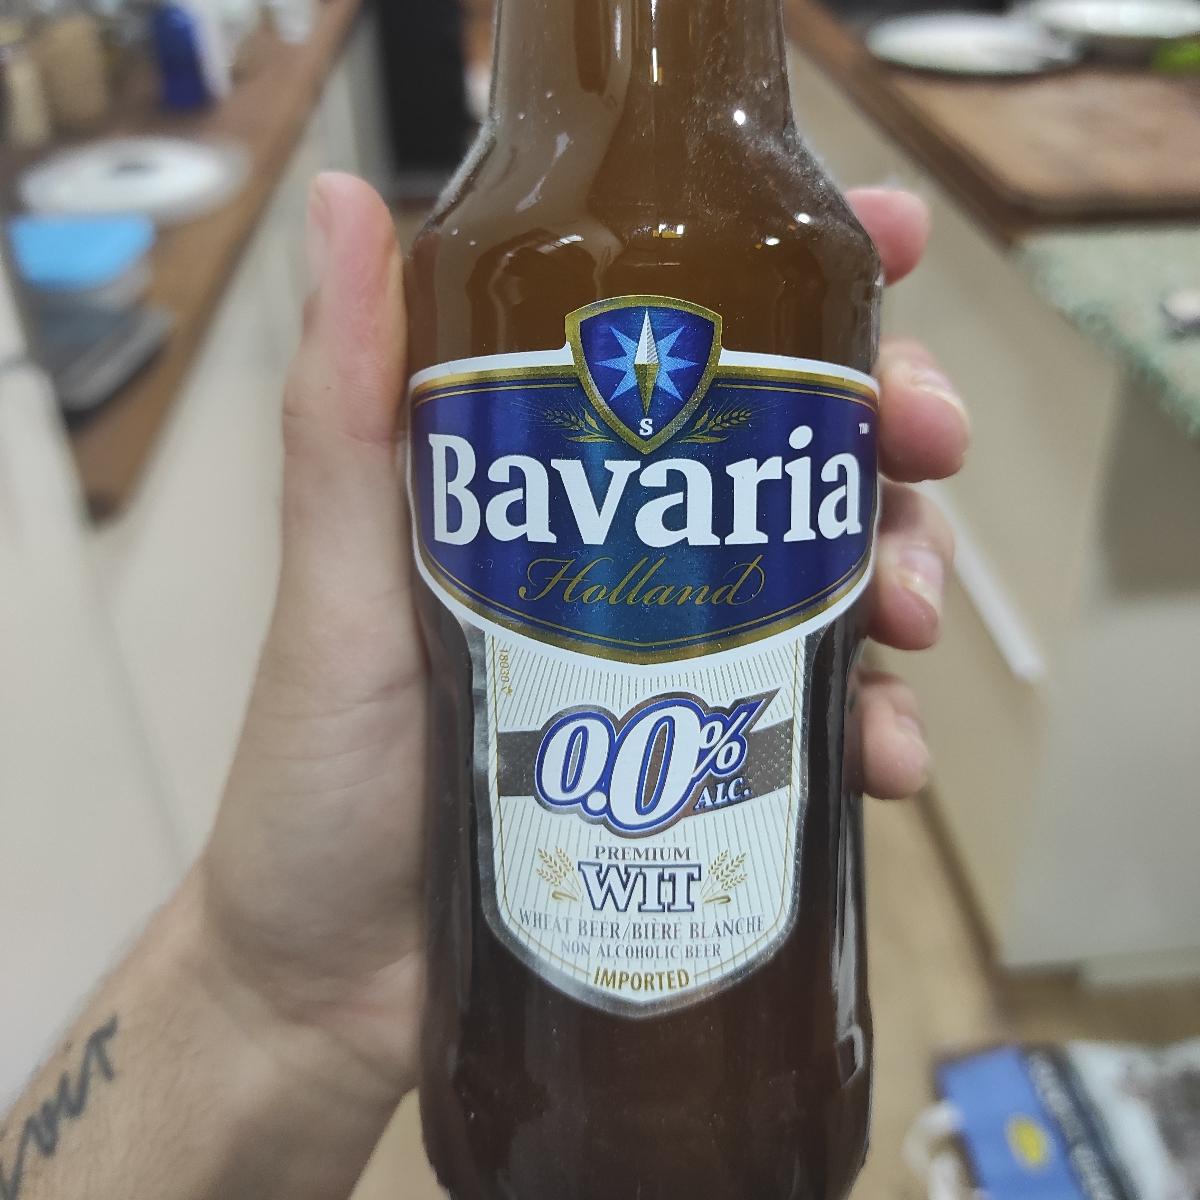 S
Bavaria
TM
Holland
0.0%
ALC.
PREMIUM
WIT
WHEAT BEER/BIÈRE BLANCHE
NON ALCOHOLIC BEER
IMPORTED